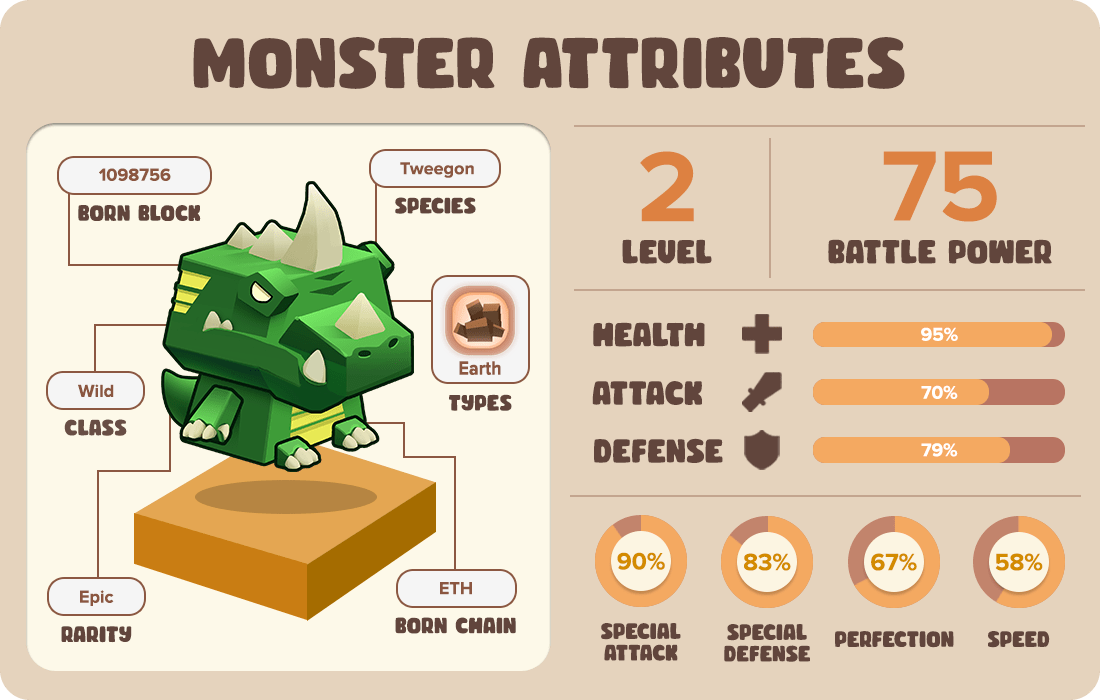 MONSTER ATTRIBUTES
1098756
BORN BLOCK
Tweegon
SPECIES
Earth
TYPES
Wild
CLASS
Epic
RARITY
ETH
BORN CHAIN
2
LEVEL
75
BATTLE POWER
HEALTH 95%
ATTACK 70%
DEFENSE 79%
90%
SPECIAL
ATTACK
83%
SPECIAL
DEFENSE
67%
PERFECTION
58%
SPEED